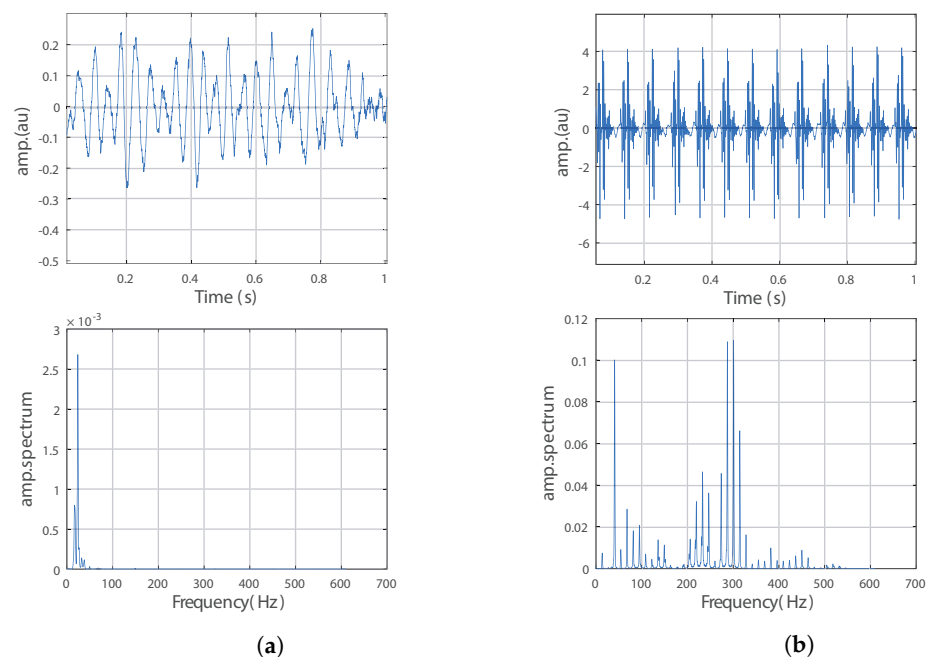 0.2
0.1
0
-0.1
-0.2
-0.3
-0.4
-0.5
amp.(au)
0.2 0.4 0.6 0.8 1
Time (s)
4
2
0
-2
-4
-6
amp.(au)
0.2 0.4 0.6 0.8 1
Time (s)
× 10⁻³
3
2.5
2
1.5
1
0.5
0
amp.spectrum
0 100 200 300 400 500 600 700
Frequency( Hz)
0.12
0.1
0.08
0.06
0.04
0.02
0
amp.spectrum
0 100 200 300 400 500 600 700
Frequency( Hz)
(a)
(b)